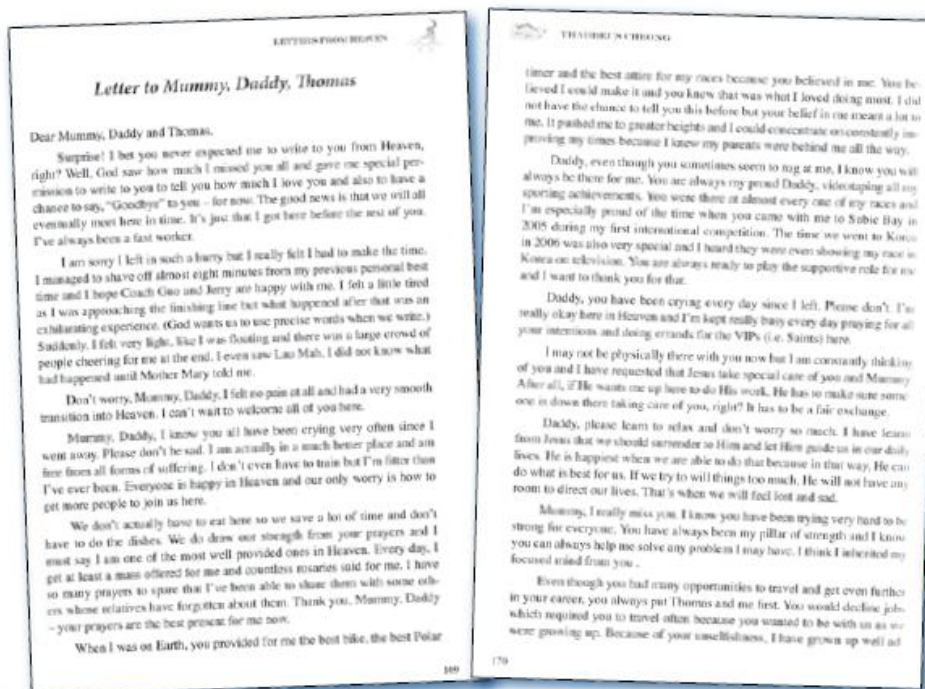 LETTERS FROM HEAVEN
Letter to Mummy, Daddy, Thomas
Dear Mummy, Daddy and Thomas,
Surprise! I bet you never expected me to write to you from Heaven,
right? Well, God saw how much I missed you all and gave me special per-
mission to write to you to tell you how much I love you and also to have a
chance to say, "Goodbye" to you – for now. The good news is that we will all
eventually meet here in time. It's just that I got here before the rest of you.
I've always been a fast worker.
I am sorry I left in such a hurry but I really felt I had to make the time.
I managed to shave off almost eight minutes from my previous personal best
time and I hope Coach Guo and Jerry are happy with me. I felt a little tired
as I was approaching the finishing line but what happened after that was an
exhilarating experience. (God wants us to use precise words when we write.)
Suddenly, I felt very light, like I was floating and there was a large crowd of
people cheering for me at the end. I even saw Lau Mah. I did not know what
had happened until Mother Mary told me.
Don't worry, Mummy, Daddy, I felt no pain at all and had a very smooth
transition into Heaven. I can't wait to welcome all of you here.
Mummy, Daddy, I know you all have been crying very often since I
went away. Please don't be sad. I am actually in a much better place and am
free from all forms of suffering. I don't even have to train but I'm fitter than
I've ever been. Everyone is happy in Heaven and our only worry is how to
get more people to join us here.
We don't actually have to eat here so we save a lot of time and don't
have to do the dishes. We do draw our strength from your prayers and I
must say I am one of the most well provided ones in Heaven. Every day, I
get at least a mass offered for me and countless rosaries said for me. I have
so many prayers to spare that I've been able to share them with some oth-
ers whose relatives have forgotten about them. Thank you, Mummy, Daddy
– your prayers are the best present for me now.
When I was on Earth, you provided for me the best bike, the best Polar
169
THADDEUS CHEONG
timer and the best attire for my races because you believed in me. You be-
lieved I could make it and you knew that was what I loved doing most. I did
not have the chance to tell you this before but your belief in me meant a lot to
me. It pushed me to greater heights and I could concentrate on constantly im-
proving my times because I knew my parents were behind me all the way.
Daddy, even though you sometimes seem to nag at me, I know you will
always be there for me. You are always my proud Daddy, videotaping all my
sporting achievements. You were there at almost every one of my races and
I'm especially proud of the time when you came with me to Subic Bay in
2005 during my first international competition. The time we went to Korea
in 2006 was also very special and I heard they were even showing my race in
Korea on television. You are always ready to play the supportive role for me
and I want to thank you for that.
Daddy, you have been crying every day since I left. Please don't. I'm
really okay here in Heaven and I'm kept really busy every day praying for all
your intentions and doing errands for the VIPs (i.e. Saints) here.
I may not be physically there with you now but I am constantly thinking
of you and I have requested that Jesus take special care of you and Mummy.
After all, if He wants me up here to do His work, He has to make sure some
one is down there taking care of you, right? It has to be a fair exchange.
Daddy, please learn to relax and don't worry so much. I have learnt
from Jesus that we should surrender to Him and let Him guide us in our daily
lives. He is happiest when we are able to do that because in that way, He can
do what is best for us. If we try to will things too much, He will not have any
room to direct our lives. That's when we will feel lost and sad.
Mummy, I really miss you. I know you have been trying very hard to be
strong for everyone. You have always been my pillar of strength and I know
you can always help me solve any problem I may have. I think I inherited my
focused mind from you .
Even though you had many opportunities to travel and get even further
in your career, you always put Thomas and me first. You would decline jobs
which required you to travel often because you wanted to be with us as we
were growing up. Because of your unselfishness, I have grown up well ad-
170